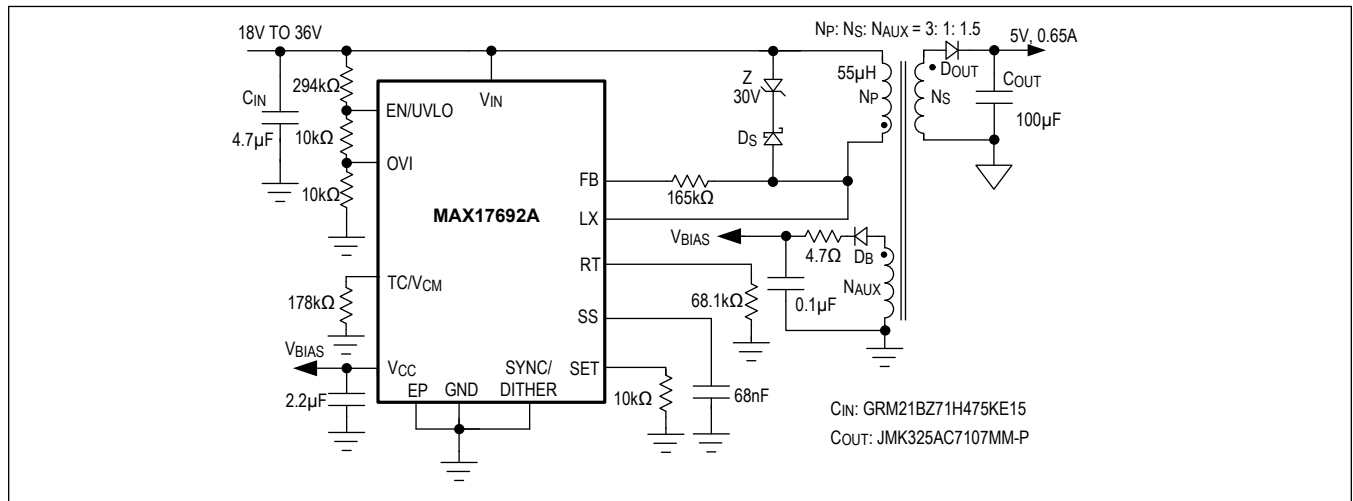 18V TO 36V
NP: NS: NAUX = 3: 1: 1.5
5V, 0.65A
CIN
4.7µF
294kΩ
10kΩ
10kΩ
EN/UVLO
OVI
VIN
Z
30V
DS
55µH
NP
NS
DOUT
COUT
100µF
FB
165kΩ
LX
MAX17692A
VBIAS
4.7Ω
DB
NAUX
0.1µF
RT
68.1kΩ
TC/VCM
178kΩ
SS
68nF
VBIAS
VCC
2.2µF
EP
GND
SYNC/
DITHER
SET
10kΩ
CIN: GRM21BZ71H475KE15
COUT: JMK325AC7107MM-P